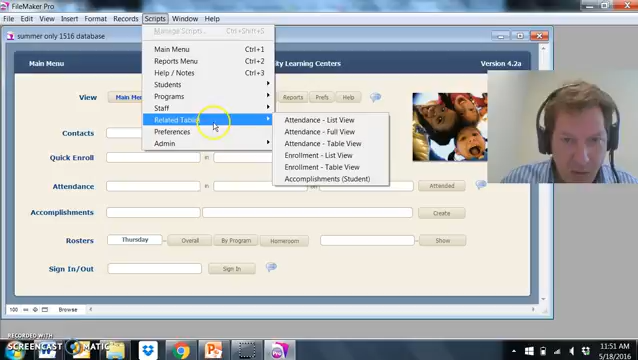 FileMaker Pro
File Edit View Insert Format Records Scripts Window Help
summer only 1516 database
Manage Scripts... Ctrl+Shift+S
Main Menu Ctrl+1
Reports Menu Ctrl+2
Help / Notes Ctrl+3
Students
Programs
Staff
Related Tables
Preferences
Admin
Attendance - List View
Attendance - Full View
Attendance - Table View
Enrollment - List View
Enrollment - Table View
Accomplishments (Student)
Main Menu
ity Learning Centers
Version 4.2a
View
Main Me
Reports Prefs Help
Contacts
Quick Enroll in
Attendance in on Attended
Accomplishments Create
Rosters Thursday Overall By Program Homeroom Show
Sign In/Out Sign In
100 Browse
SCREENCAST MATIC
11:51 AM
5/18/2016